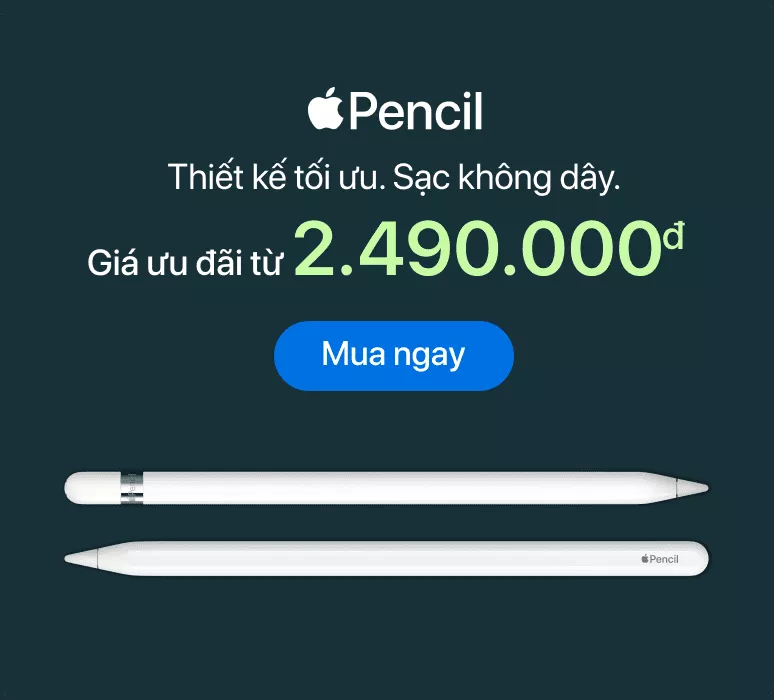 Pencil
Thiết kế tối ưu. Sạc không dây.
Giá ưu đãi từ 2.490.000đ
Mua ngay
Pencil